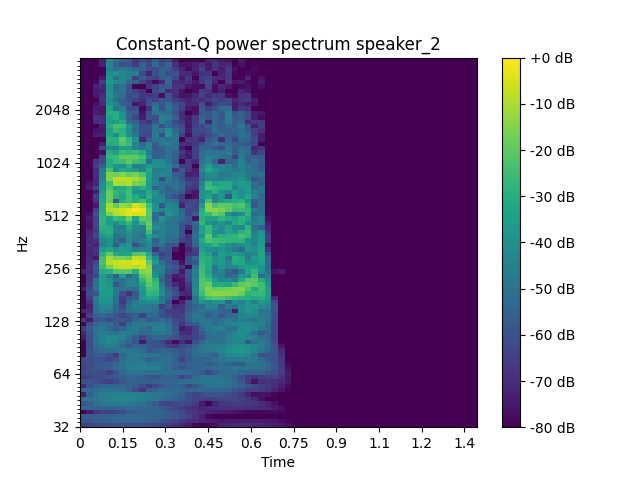 Constant-Q power spectrum speaker_2
Hz
2048
1024
512
256
128
64
32
0 0.15 0.3 0.45 0.6 0.75 0.9 1.1 1.2 1.4
Time
+0 dB
-10 dB
-20 dB
-30 dB
-40 dB
-50 dB
-60 dB
-70 dB
-80 dB